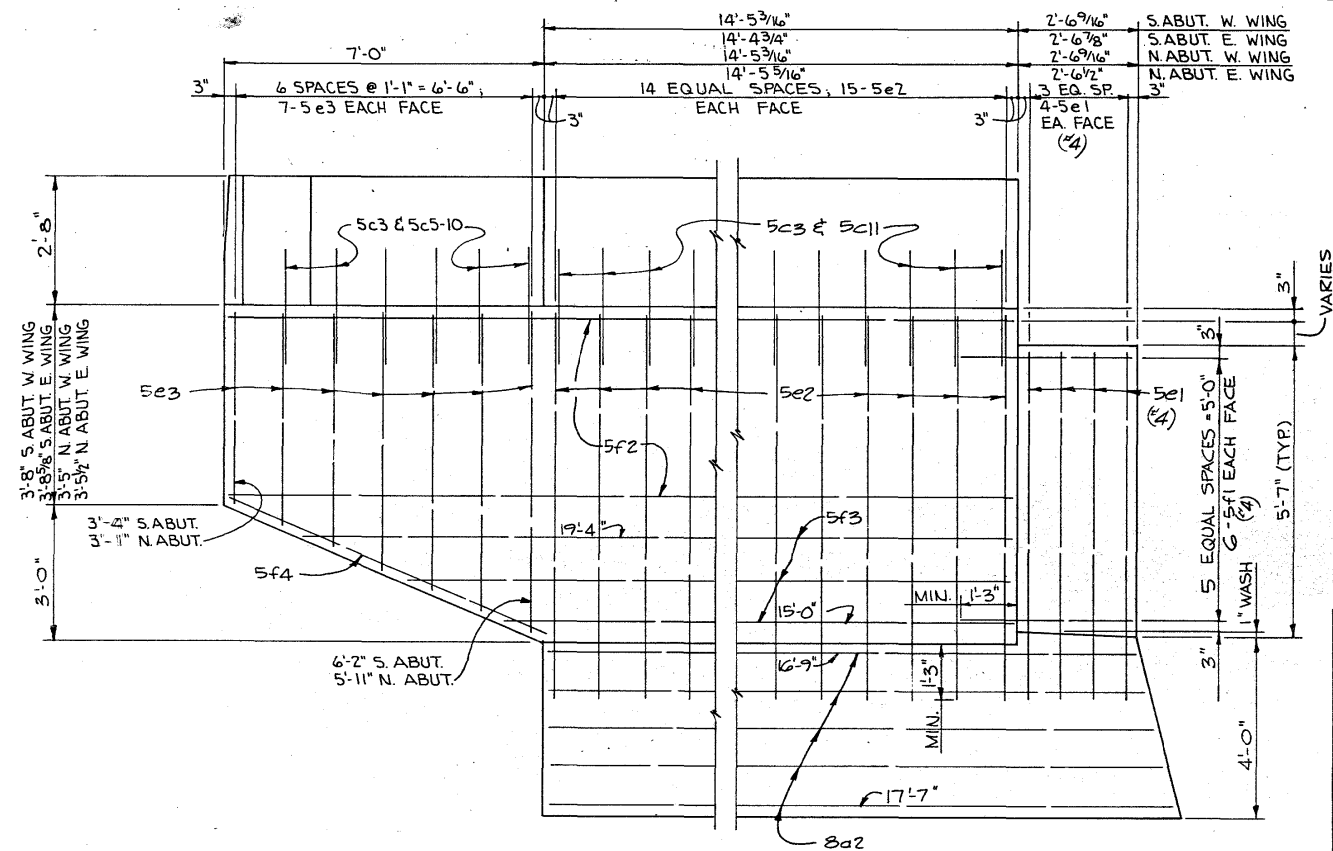 14'-5 3/16" 2'-6 9/16" S. ABUT. W. WING
14'-4 3/4" 2'-6 7/8" S. ABUT. E. WING
14'-5 3/16" 2'-6 9/16" N. ABUT. W. WING
14'-5 5/16" 2'-6 1/2" N. ABUT. E. WING
7'-0"
3" 6 SPACES @ 1'-1" = 6'-6"; 14 EQUAL SPACES; 15-5e2 3 EQ. SP. 3"
7-5e3 EACH FACE 3" EACH FACE 3" 4-5e1
EA. FACE
(#4)
2'-8"
5c3 & 5c5-10
5c3 & 5c11
3"
VARIES
3'-8" S. ABUT. W. WING
3'-8 5/8" S. ABUT. E. WING
3'-5" N. ABUT. W. WING
3'-5 1/2" N. ABUT. E. WING
5e3
5e2
5e1
(#4)
3"
5 EQUAL SPACES = 5'-0"
6-5f1 EACH FACE
(#4)
5'-7" (TYP.)
5f2
3'-4" S. ABUT.
3'-1" N. ABUT.
19'-4"
5f3
5f4
3'-0"
MIN. 1'-3"
15'-0"
1" WASH
3"
6'-2" S. ABUT.
5'-11" N. ABUT.
16'-9"
1'-3"
MIN.
4'-0"
17'-7"
8a2